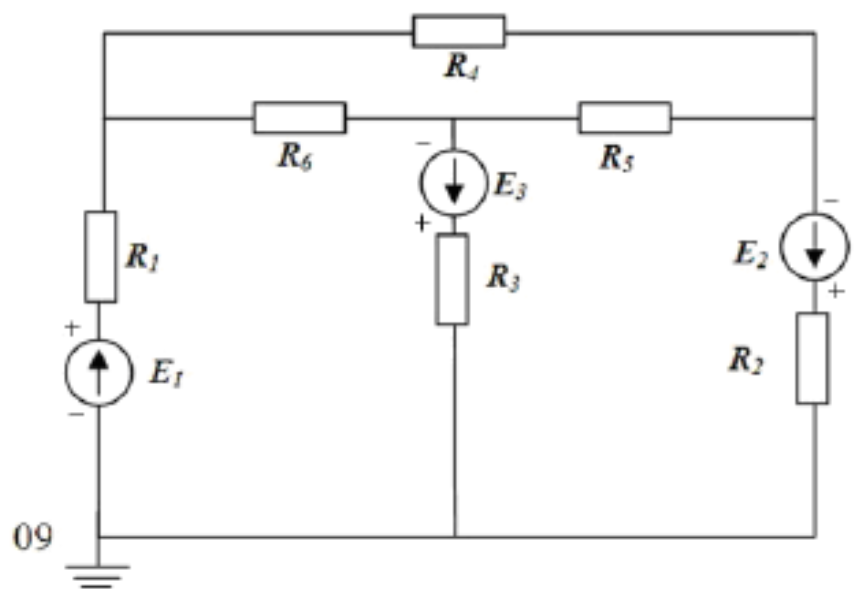 R4
R6
R5
−
E3
+
R1
R3
−
E2
+
+
E1
−
R2
09